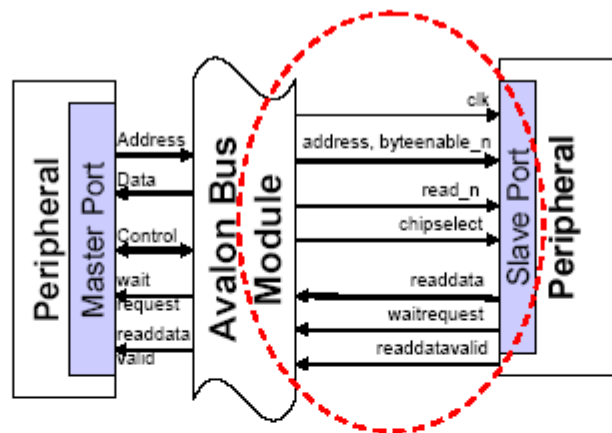 Peripheral
Master Port
Address
Data
Control
wait
request
readdata
valid
Avalon Bus
Module
clk
address, byteenable_n
read_n
chipselect
readdata
waitrequest
readdatavalid
Slave Port
Peripheral